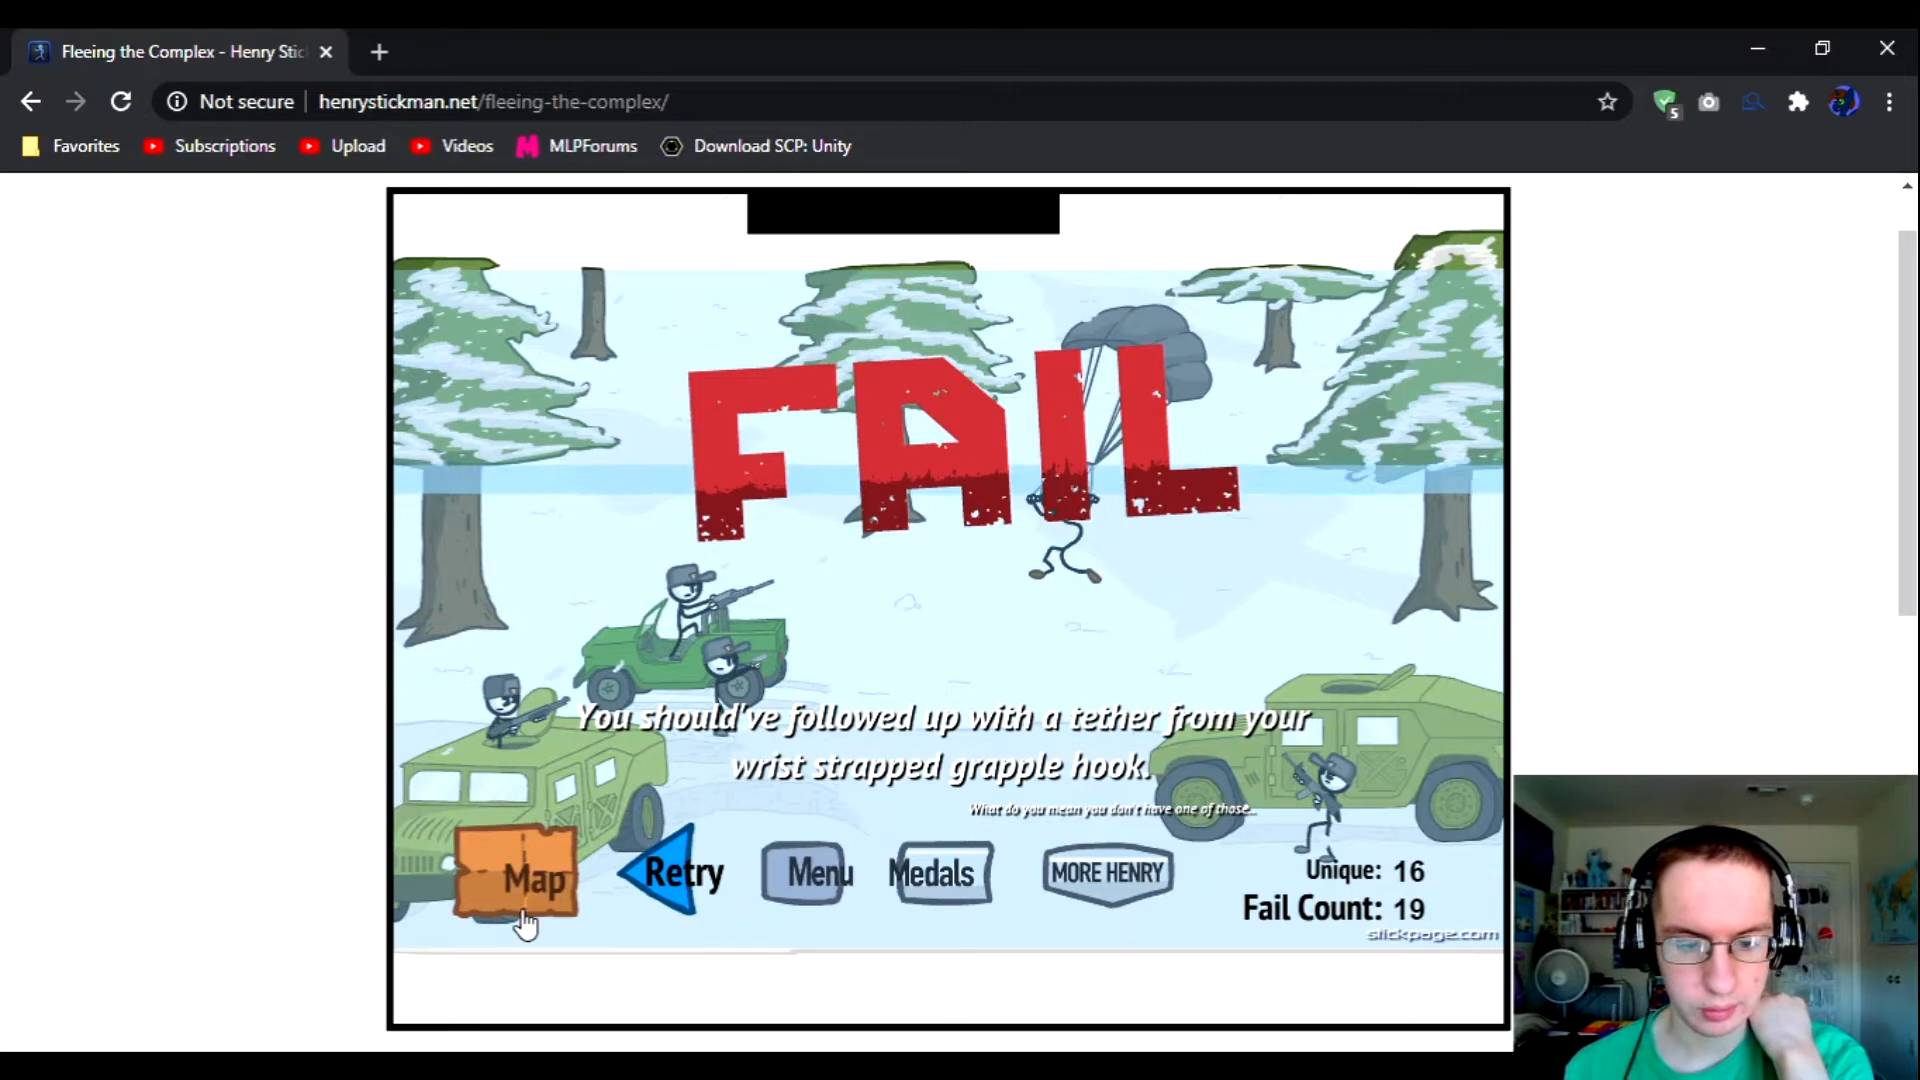 Fleeing the Complex - Henry Stic
Not secure henrystickman.net/fleeing-the-complex/
5
Favorites Subscriptions Upload Videos MLPForums Download SCP: Unity
FAIL
You should've followed up with a tether from your
wrist strapped grapple hook.
What do you mean you don't have one of those..
Map Retry Menu Medals MORE HENRY
Unique: 16
Fail Count: 19
stickpage.com